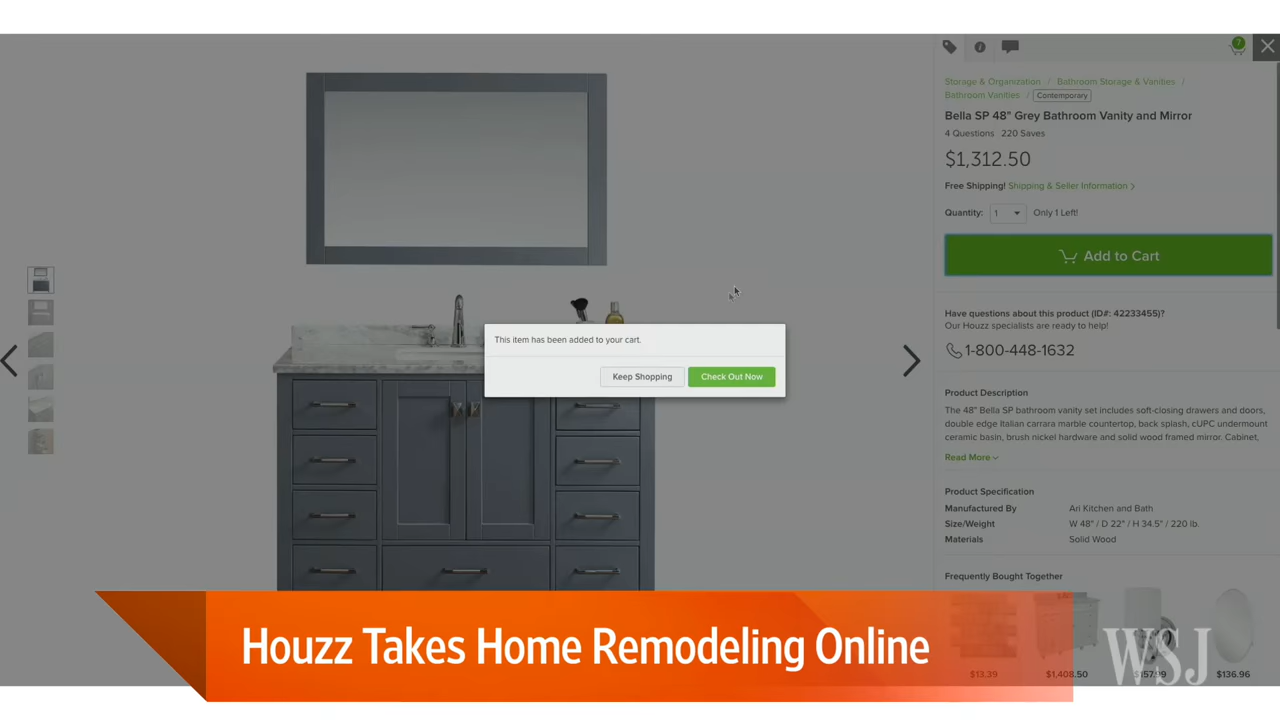 7
Storage & Organization / Bathroom Storage & Vanities /
Bathroom Vanities / Contemporary
Bella SP 48" Grey Bathroom Vanity and Mirror
4 Questions 220 Saves
$1,312.50
Free Shipping! Shipping & Seller Information >
Quantity: 1 Only 1 Left!
Add to Cart
This item has been added to your cart.
Keep Shopping Check Out Now
Have questions about this product (ID#: 42233455)?
Our Houzz specialists are ready to help!
1-800-448-1632
Product Description
The 48" Bella SP bathroom vanity set includes soft-closing drawers and doors,
double edge Italian carrara marble countertop, back splash, cUPC undermount
ceramic basin, brush nickel hardware and solid wood framed mirror. Cabinet,
Read More
Product Specification
Manufactured By Ari Kitchen and Bath
Size/Weight W 48" / D 22" / H 34.5" / 220 lb.
Materials Solid Wood
Frequently Bought Together
$13.39 $1,408.50 $157.99 $136.96
Houzz Takes Home Remodeling Online
WSJ